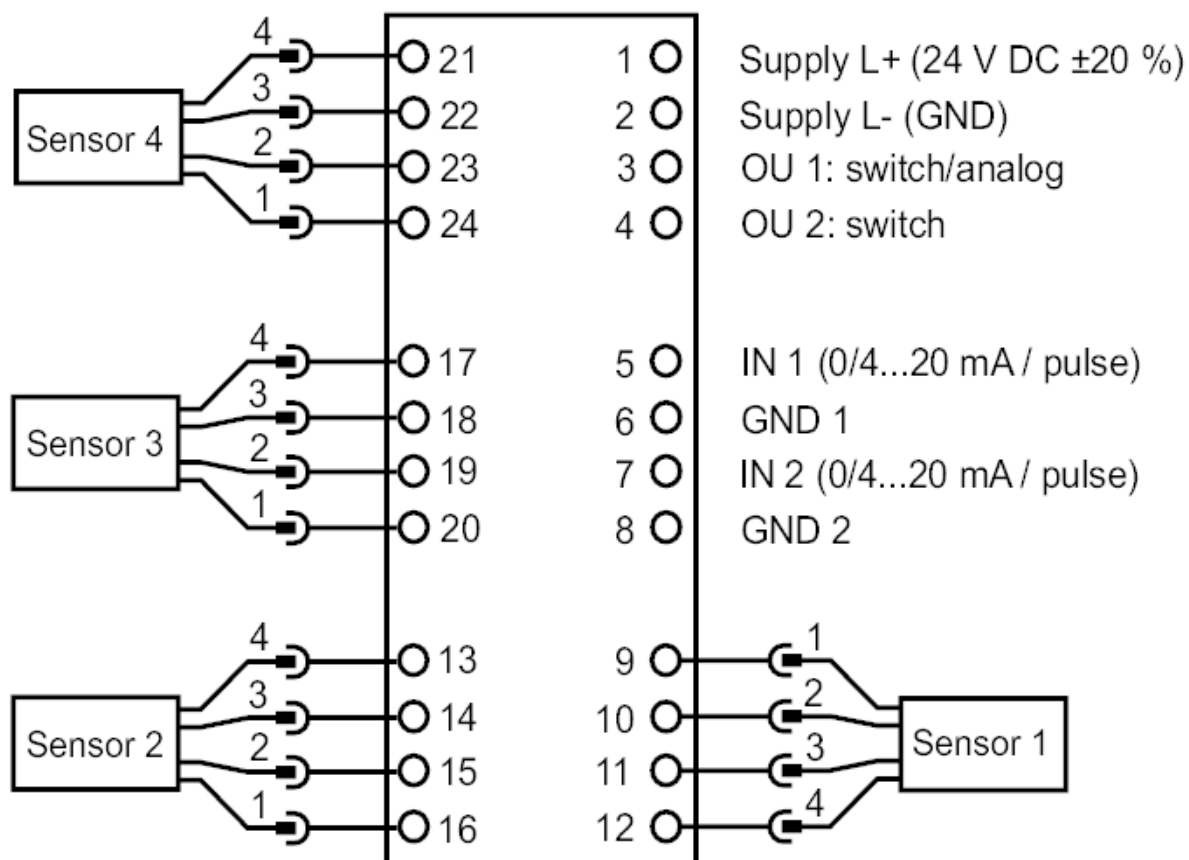 4 21 1 Supply L+ (24 V DC ±20 %)
3 22 2 Supply L- (GND)
Sensor 4
2 23 3 OU 1: switch/analog
1 24 4 OU 2: switch
4 17 5 IN 1 (0/4...20 mA / pulse)
3 18 6 GND 1
Sensor 3
2 19 7 IN 2 (0/4...20 mA / pulse)
1 20 8 GND 2
4 13 9 1
3 14 10 2
Sensor 2 Sensor 1
2 15 11 3
1 16 12 4